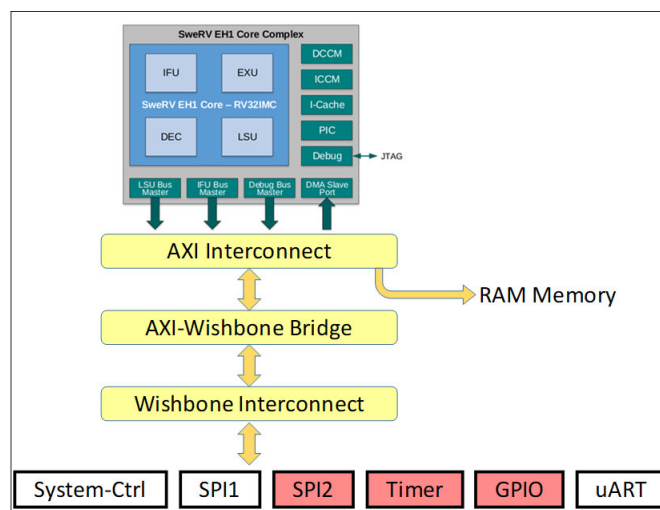 SweRV EH1 Core Complex
IFU
EXU
SweRV EH1 Core – RV32IMC
DEC
LSU
DCCM
ICCM
I-Cache
PIC
Debug
JTAG
LSU Bus
Master
IFU Bus
Master
Debug Bus
Master
DMA Slave
Port
AXI Interconnect
RAM Memory
AXI-Wishbone Bridge
Wishbone Interconnect
System-Ctrl
SPI1
SPI2
Timer
GPIO
uART